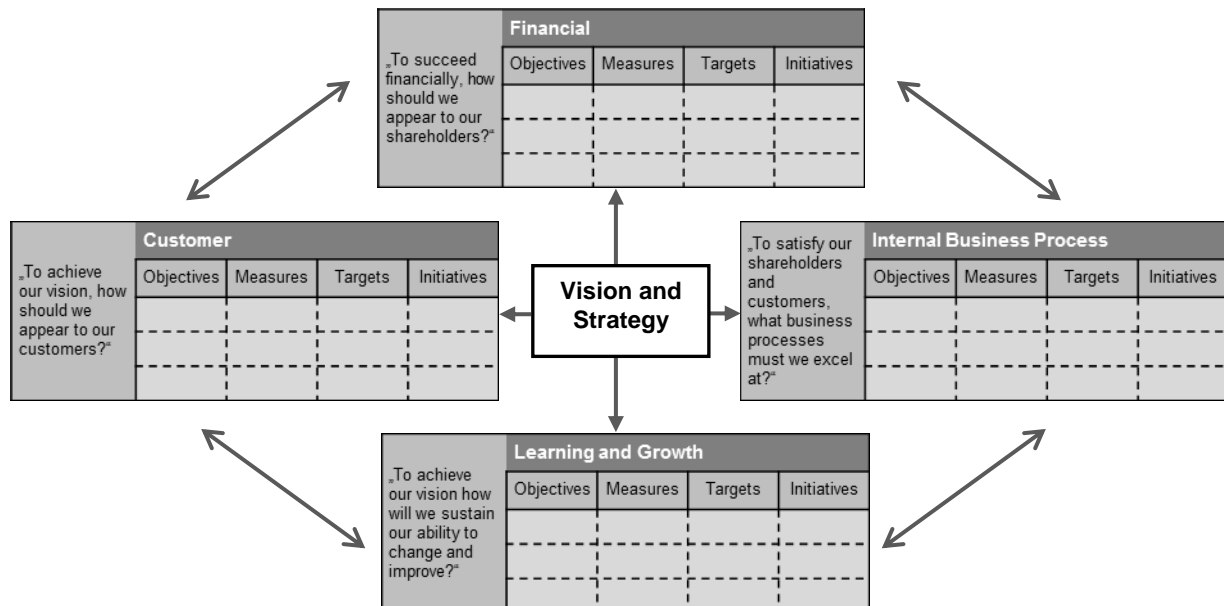 Financial
„To succeed
financially, how
should we
appear to our
shareholders?“
Objectives Measures Targets Initiatives
Customer
„To achieve
our vision, how
should we
appear to our
customers?“
Objectives Measures Targets Initiatives
Vision and
Strategy
Internal Business Process
„To satisfy our
shareholders
and
customers,
what business
processes
must we excel
at?“
Objectives Measures Targets Initiatives
Learning and Growth
„To achieve
our vision how
will we sustain
our ability to
change and
improve?“
Objectives Measures Targets Initiatives